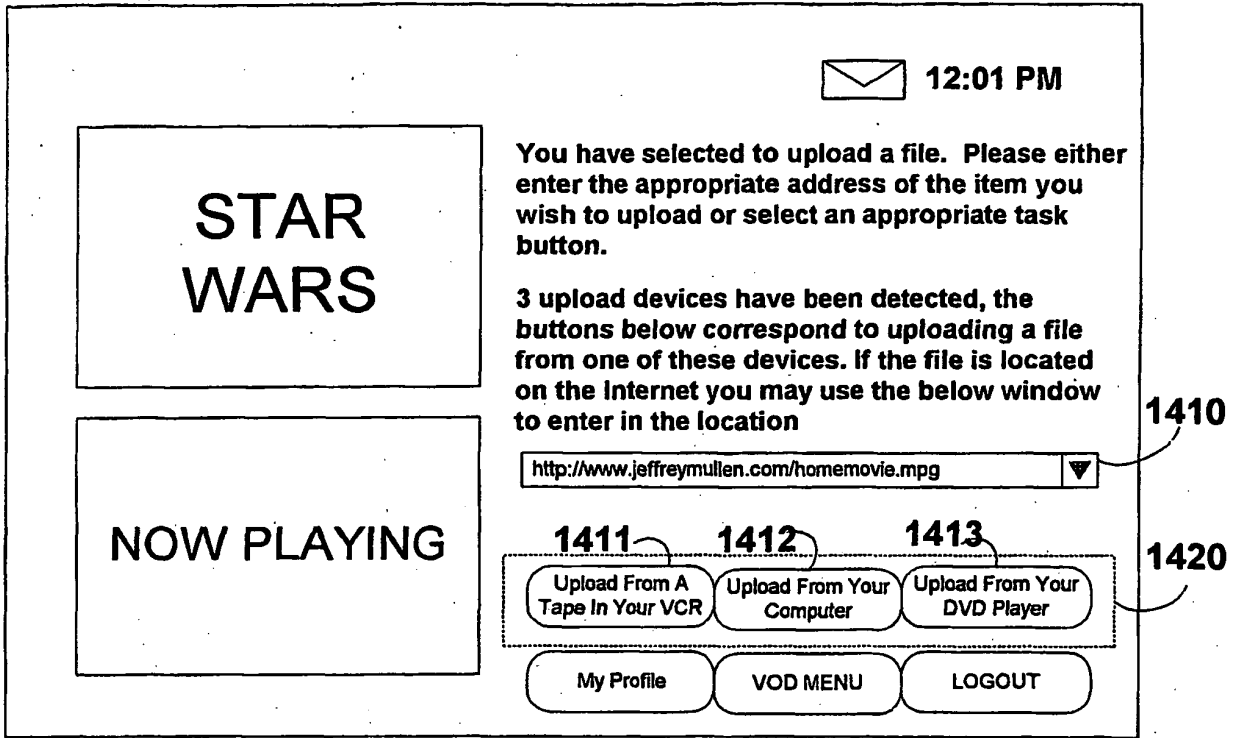 12:01 PM
STAR
WARS
NOW PLAYING
You have selected to upload a file. Please either
enter the appropriate address of the item you
wish to upload or select an appropriate task
button.
3 upload devices have been detected, the
buttons below correspond to uploading a file
from one of these devices. If the file is located
on the Internet you may use the below window
to enter in the location
1410
http://www.jeffreymullen.com/homemovie.mpg
1411
1412
1413
1420
Upload From A
Tape In Your VCR
Upload From Your
Computer
Upload From Your
DVD Player
My Profile
VOD MENU
LOGOUT